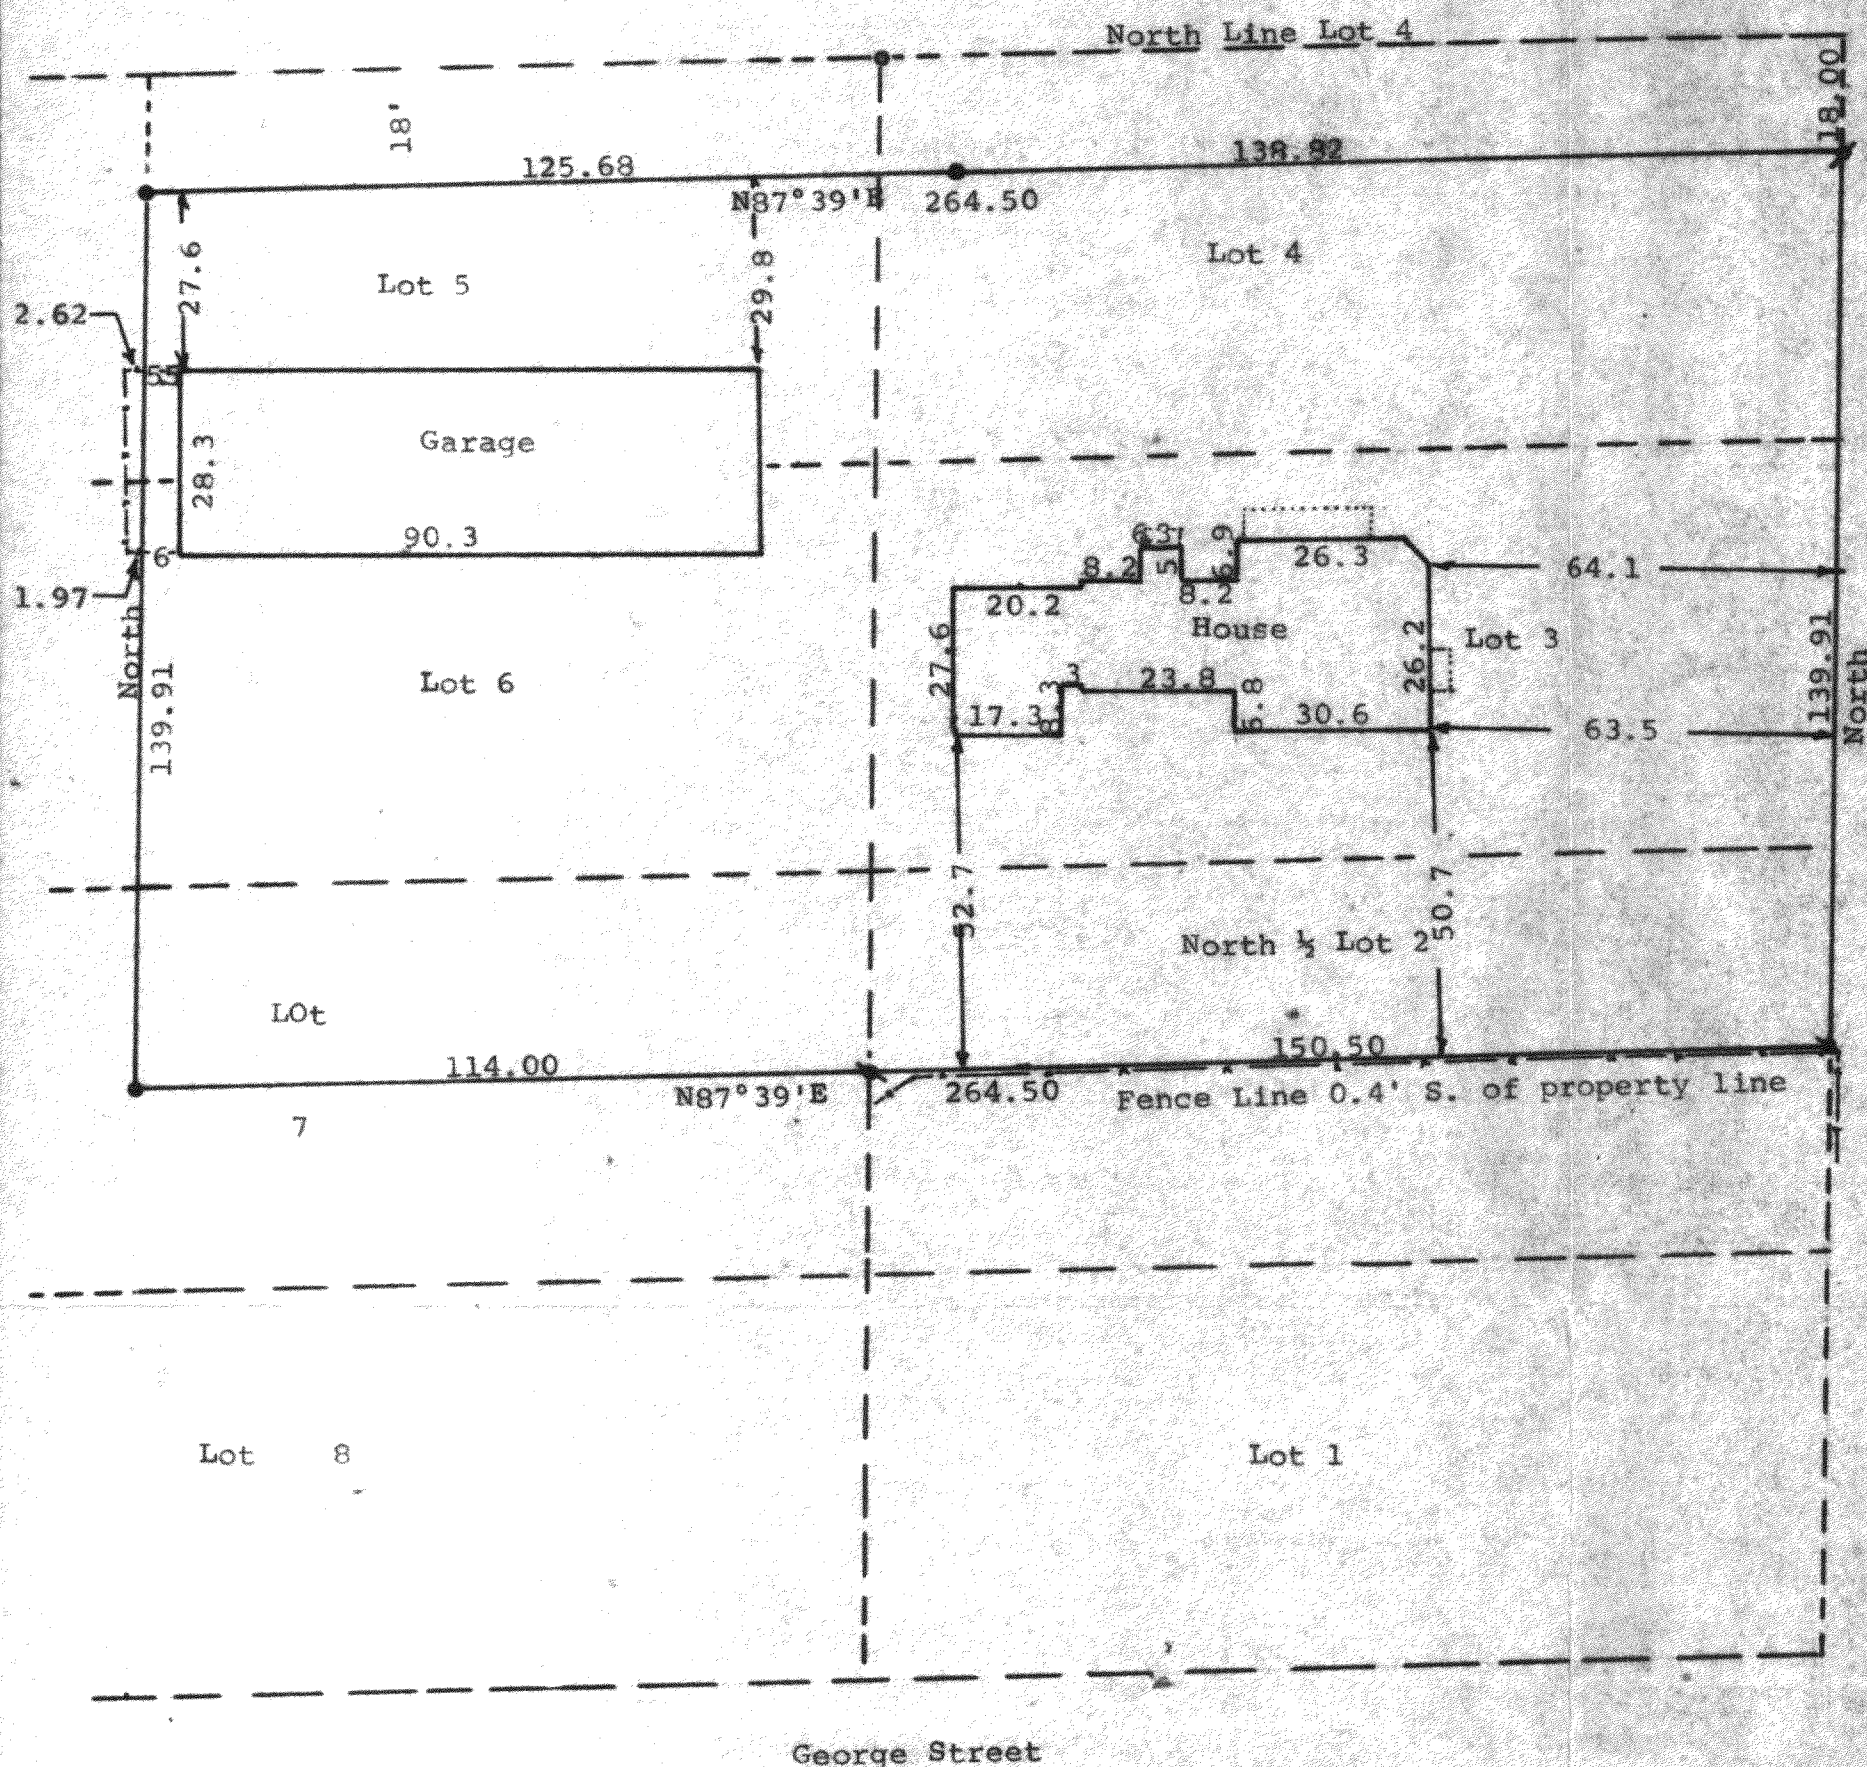 North Line Lot 4
18.00
18'
125.68
138.82
N87°39'E 264.50
27.6
29.8
Lot 5
Lot 4
2.62
Garage
28.3
90.3
6
1.97
North
139.91
Lot 6
8.2
5
6.9
26.3
64.1
20.2
8.2
House
27.6
26.2
Lot 3
3
23.8
17.3
8.3
6.8
30.6
63.5
139.91
North
52.7
50.7
North ½ Lot 2
LOt
114.00
150.50
N87°39'E 264.50
Fence Line 0.4' S. of property line
7
Lot 8
Lot 1
George Street